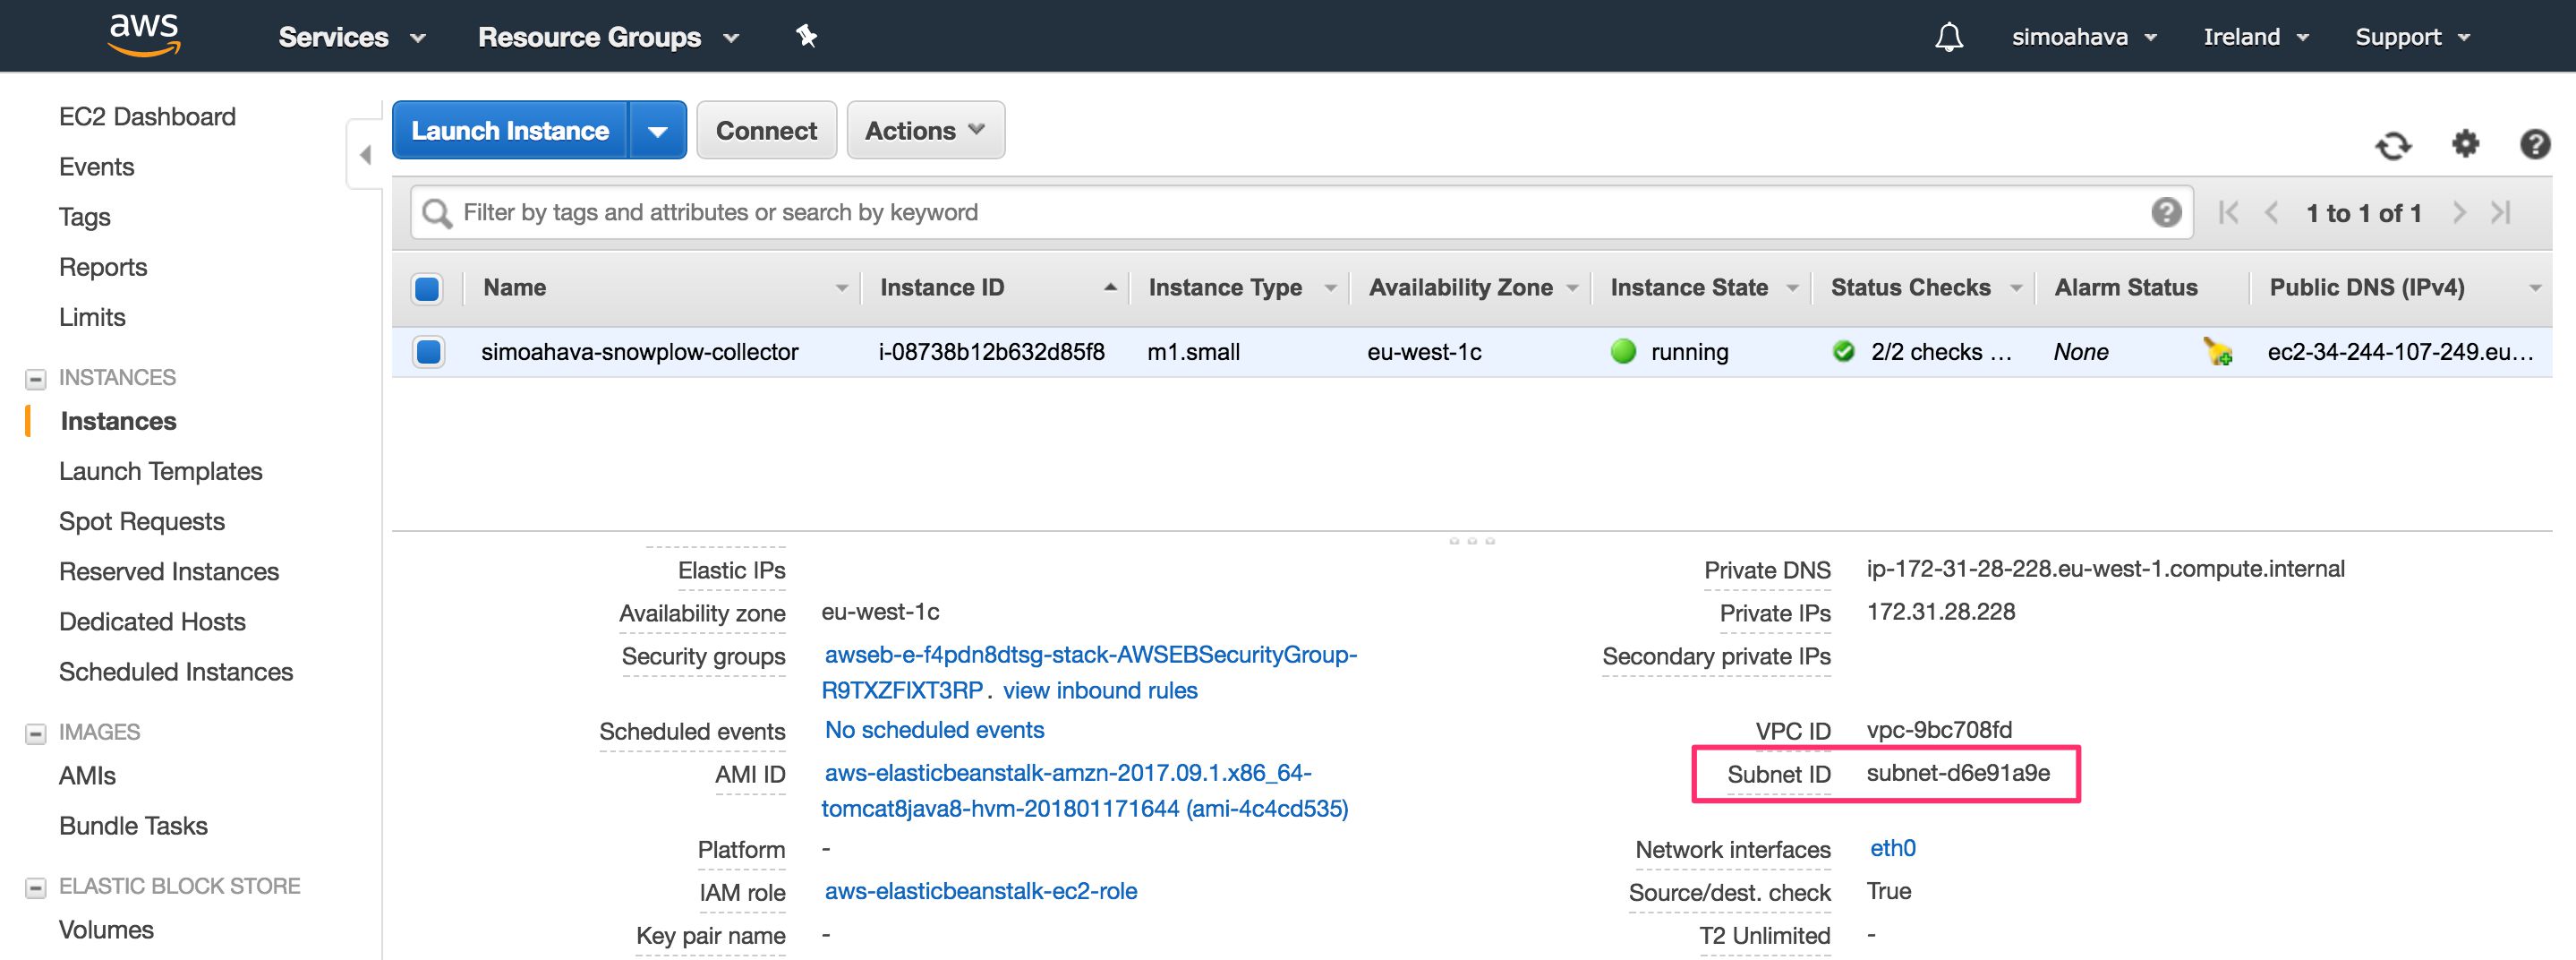 aws Services Resource Groups simoahava Ireland Support
EC2 Dashboard
Events
Tags
Reports
Limits
INSTANCES
Instances
Launch Templates
Spot Requests
Reserved Instances
Dedicated Hosts
Scheduled Instances
IMAGES
AMIs
Bundle Tasks
ELASTIC BLOCK STORE
Volumes
Launch Instance Connect Actions
Filter by tags and attributes or search by keyword 1 to 1 of 1
Name Instance ID Instance Type Availability Zone Instance State Status Checks Alarm Status Public DNS (IPv4)
simoahava-snowplow-collector i-08738b12b632d85f8 m1.small eu-west-1c running 2/2 checks … None ec2-34-244-107-249.eu…
Elastic IPs
Availability zone eu-west-1c
Security groups awseb-e-f4pdn8dtsg-stack-AWSEBSecurityGroup-
R9TXZFIXT3RP. view inbound rules
Scheduled events No scheduled events
AMI ID aws-elasticbeanstalk-amzn-2017.09.1.x86_64-
tomcat8java8-hvm-201801171644 (ami-4c4cd535)
Platform -
IAM role aws-elasticbeanstalk-ec2-role
Key pair name -
Private DNS ip-172-31-28-228.eu-west-1.compute.internal
Private IPs 172.31.28.228
Secondary private IPs
VPC ID vpc-9bc708fd
Subnet ID subnet-d6e91a9e
Network interfaces eth0
Source/dest. check True
T2 Unlimited -